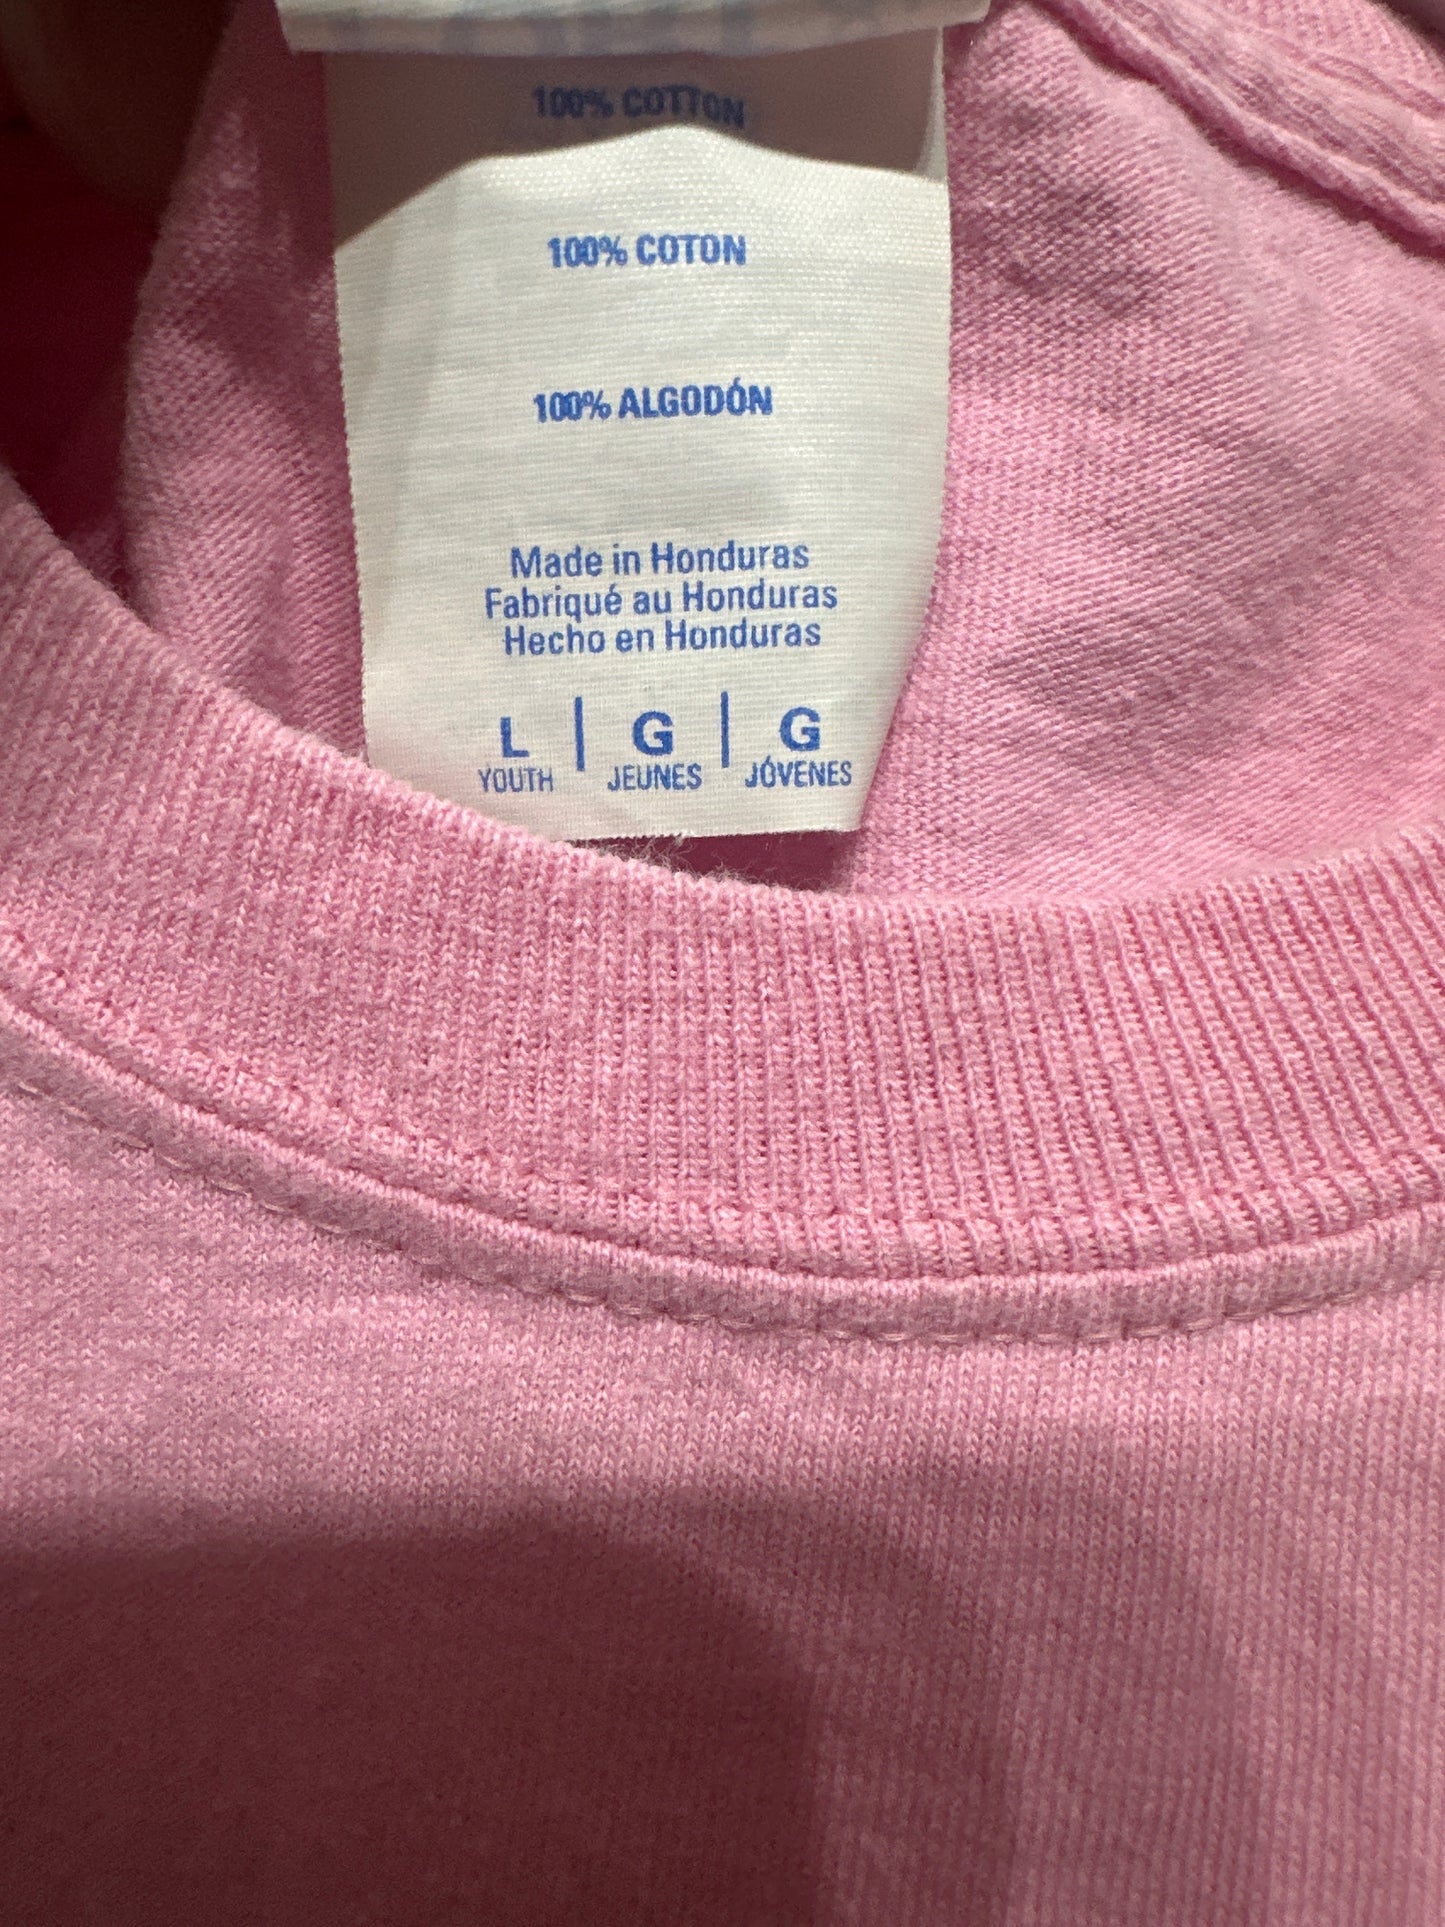 100% COTTON
100% COTON
100% ALGODÓN
Made in Honduras
Fabriqué au Honduras
Hecho en Honduras
L | G | G
YOUTH JEUNES JÓVENES